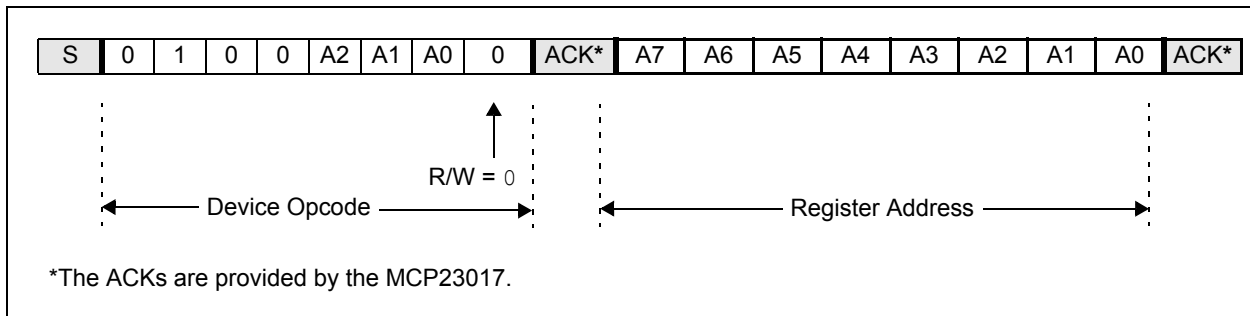 S 0 1 0 0 A2 A1 A0 0 ACK* A7 A6 A5 A4 A3 A2 A1 A0 ACK*
R/W = 0
Device Opcode Register Address
*The ACKs are provided by the MCP23017.